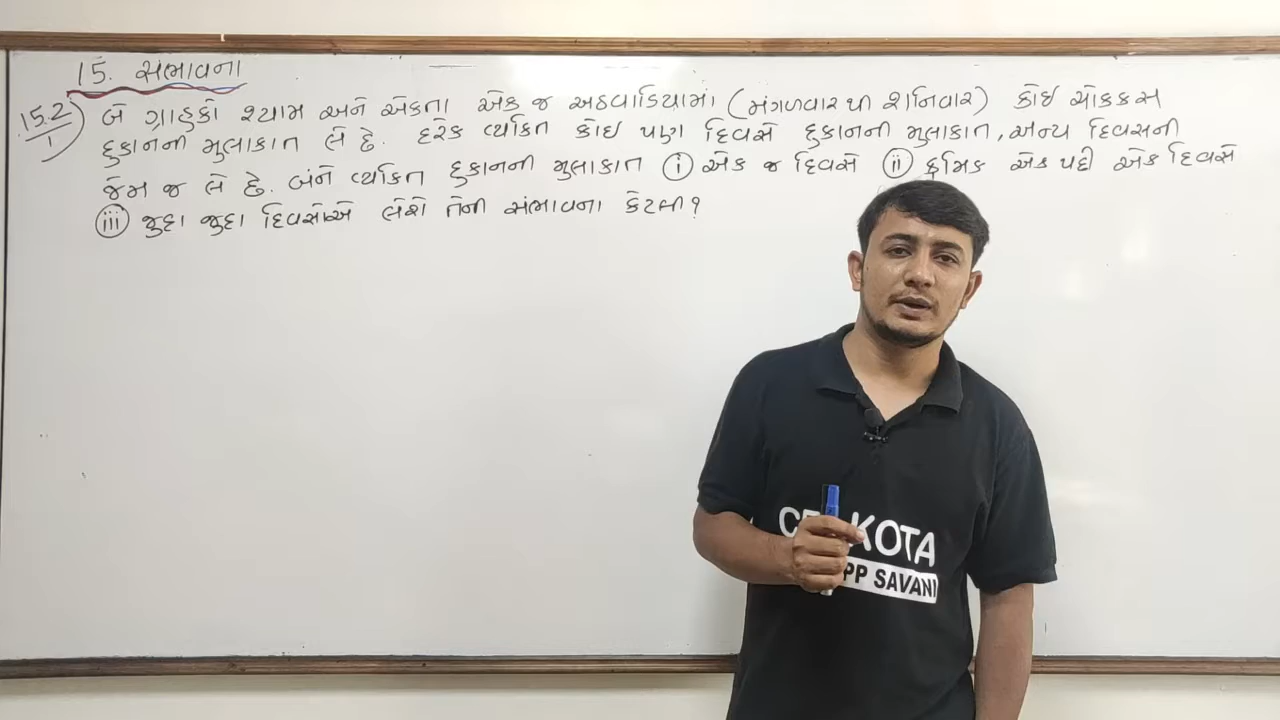 15. સંભાવના
15.2/1) બે ગ્રાહકો શ્યામ અને એકતા એક જ અઠવાડિયામાં (મંગળવાર થી શનિવાર) કોઇ ચોક્કસ
દુકાનની મુલાકાત લે છે. દરેક વ્યકિત કોઇ પણ દિવસે દુકાનની મુલાકાત, અન્ય દિવસની
જેમ જ લે છે. બંને વ્યકિત દુકાનની મુલાકાત (i) એક જ દિવસે (ii) ક્રમિક એક પછી એક દિવસે
(iii) જુદા જુદા દિવસોએ લેશે તેની સંભાવના કેટલી?
KOTA
PP SAVANI